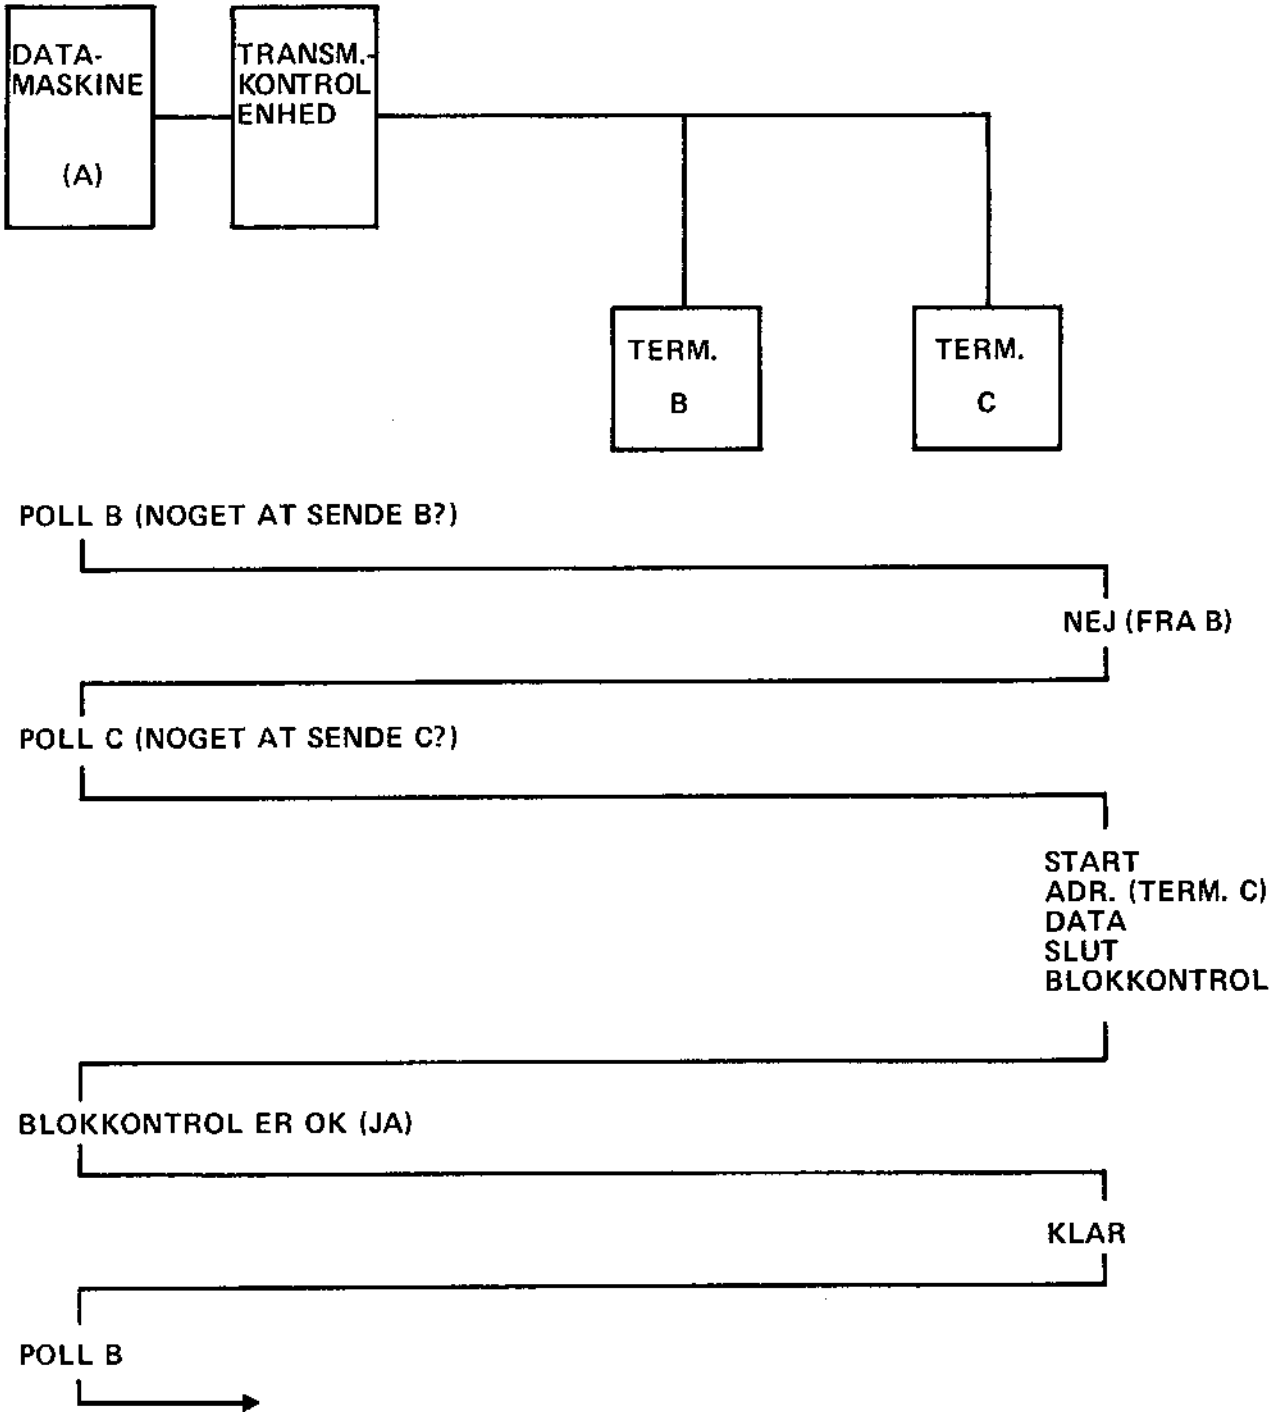 DATA-
MASKINE
(A)
TRANSM.-
KONTROL
ENHED
TERM.
B
TERM.
C
POLL B (NOGET AT SENDE B?)
NEJ (FRA B)
POLL C (NOGET AT SENDE C?)
START
ADR. (TERM. C)
DATA
SLUT
BLOKKONTROL
BLOKKONTROL ER OK (JA)
KLAR
POLL B